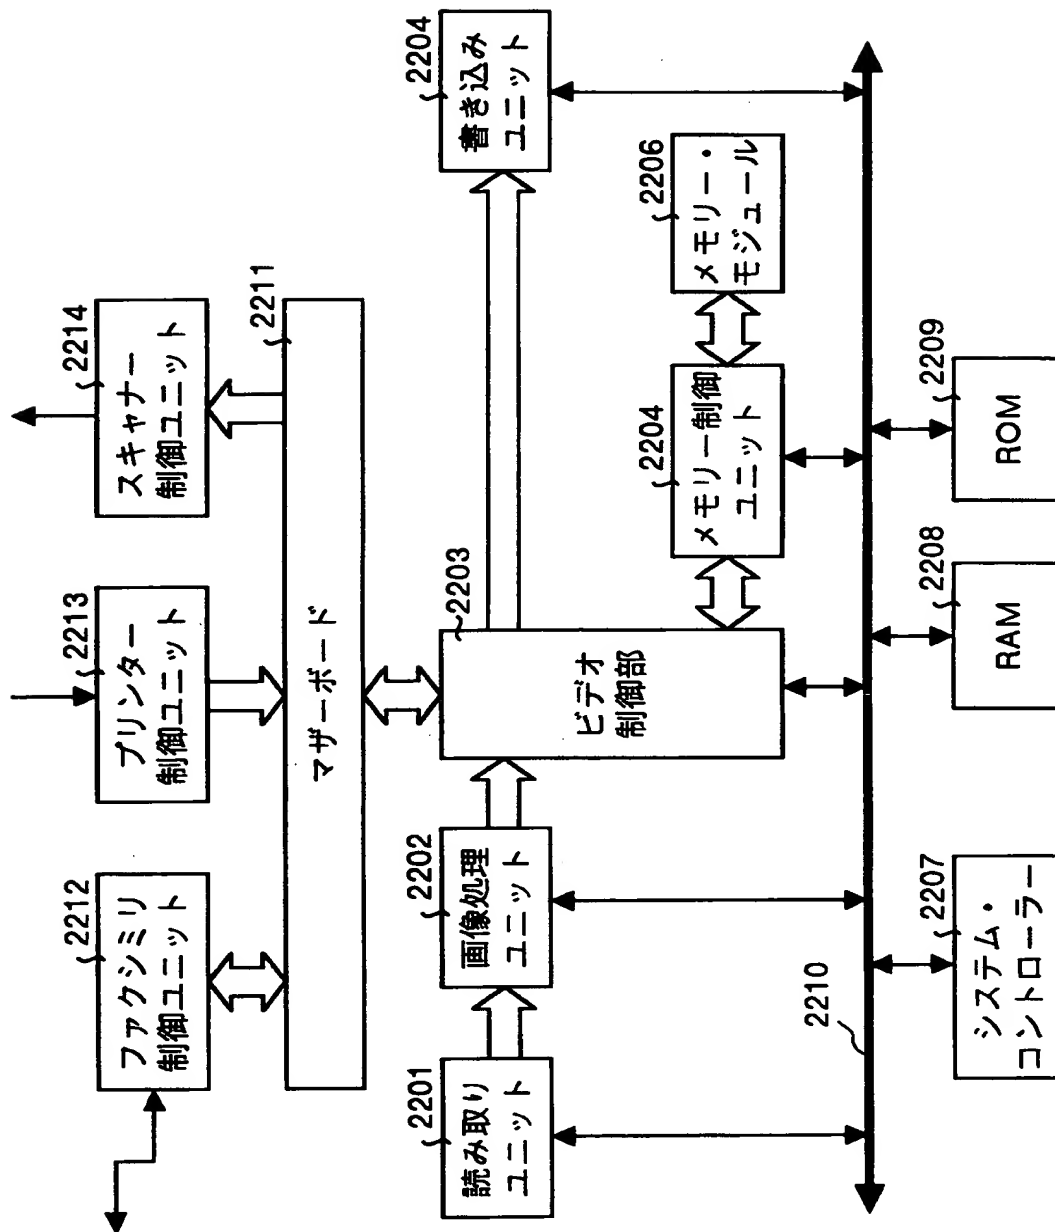 2212
ファクシミリ
制御ユニット
2213
プリンター
制御ユニット
2214
スキャナー
制御ユニット
2211
マザーボード
2201
読み取り
ユニット
2202
画像処理
ユニット
2203
ビデオ
制御部
2204
書き込み
ユニット
2204
メモリー制御
ユニット
2206
メモリー・
モジュール
2210
2207
システム・
コントローラー
2208
RAM
2209
ROM